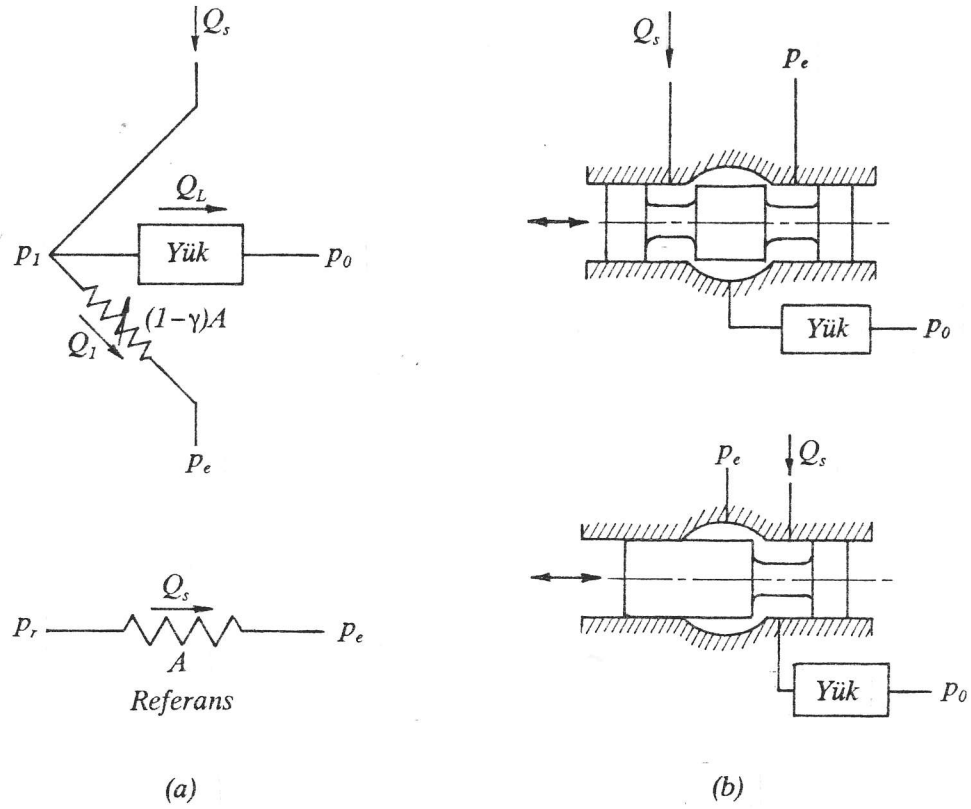 Q_s
Q_L
p_1
Yük
p_0
(1-γ)A
Q_1
p_e
Q_s
p_r
p_e
A
Referans
(a)
Q_s
p_e
Yük
p_0
p_e
Q_s
Yük
p_0
(b)